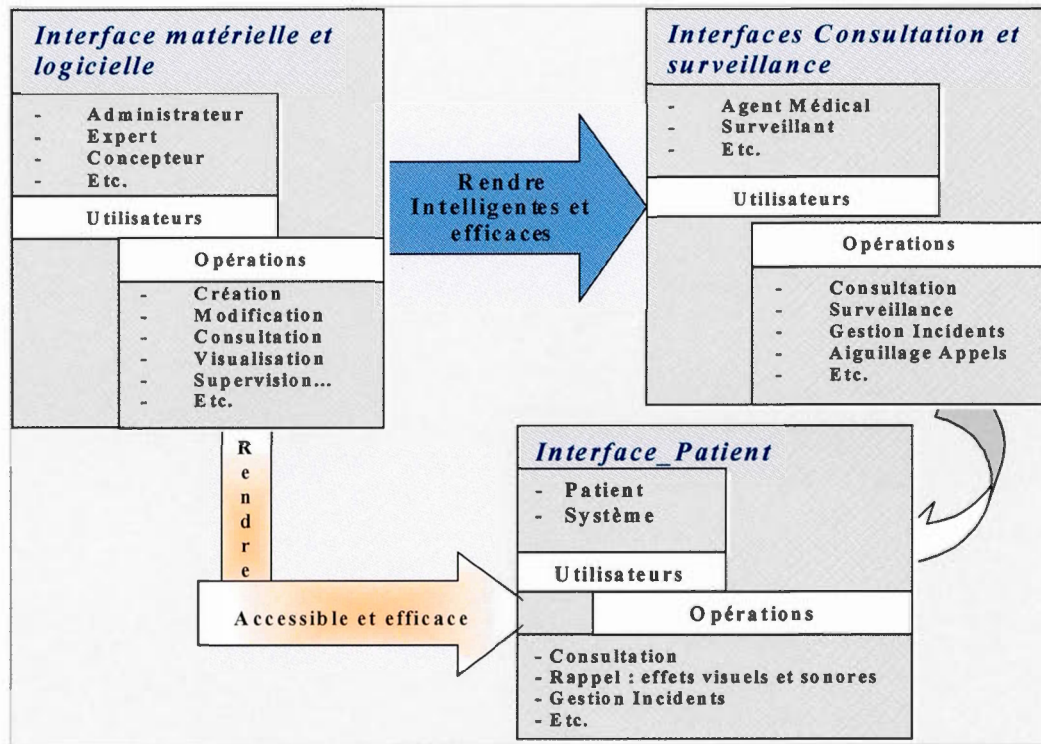 Interface matérielle et
logicielle
- Administrateur
- Expert
- Concepteur
- Etc.
Utilisateurs
Opérations
- Création
- Modification
- Consultation
- Visualisation
- Supervision...
- Etc.
Rendre
Intelligentes et
efficaces
Interfaces Consultation et
surveillance
- Agent Médical
- Surveillant
- Etc.
Utilisateurs
Opérations
- Consultation
- Surveillance
- Gestion Incidents
- Aiguillage Appels
- Etc.
Rendre
Accessible et efficace
Interface_Patient
- Patient
- Système
Utilisateurs
Opérations
- Consultation
- Rappel : effets visuels et sonores
- Gestion Incidents
- Etc.